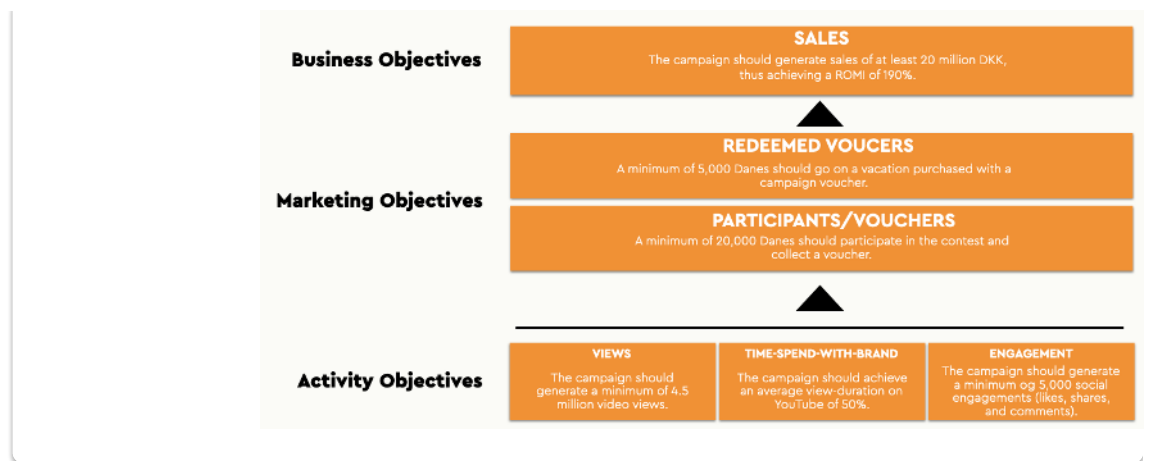 Business Objectives
SALES
The campaign should generate sales of at least 20 million DKK,
thus achieving a ROMI of 190%.
Marketing Objectives
REDEEMED VOUCERS
A minimum of 5,000 Danes should go on a vacation purchased with a
campaign voucher.
PARTICIPANTS/VOUCHERS
A minimum of 20,000 Danes should participate in the contest and
collect a voucher.
Activity Objectives
VIEWS
The campaign should
generate a minimum of 4.5
million video views.
TIME-SPEND-WITH-BRAND
The campaign should achieve
an average view-duration on
YouTube of 50%.
ENGAGEMENT
The campaign should generate
a minimum og 5,000 social
engagements (likes, shares,
and comments).